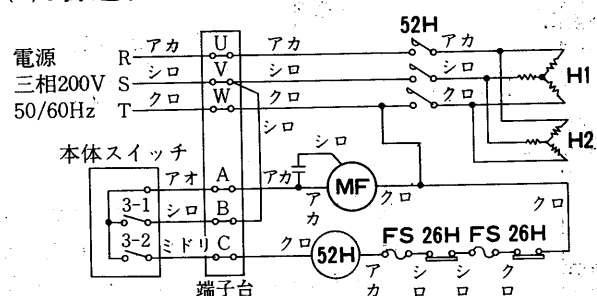 52H
電源
三相200V
50/60Hz
R アカ U アカ アカ
S シロ V シロ シロ
T クロ W クロ クロ
H1
H2
シロ
本体スイッチ
シロ
アオ A アカ
MF
アカ
クロ
クロ
3-1 シロ B
3-2 ミドリ C クロ
52H
FS 26H FS 26H
アカ
シロ
シロ
クロ
端子台